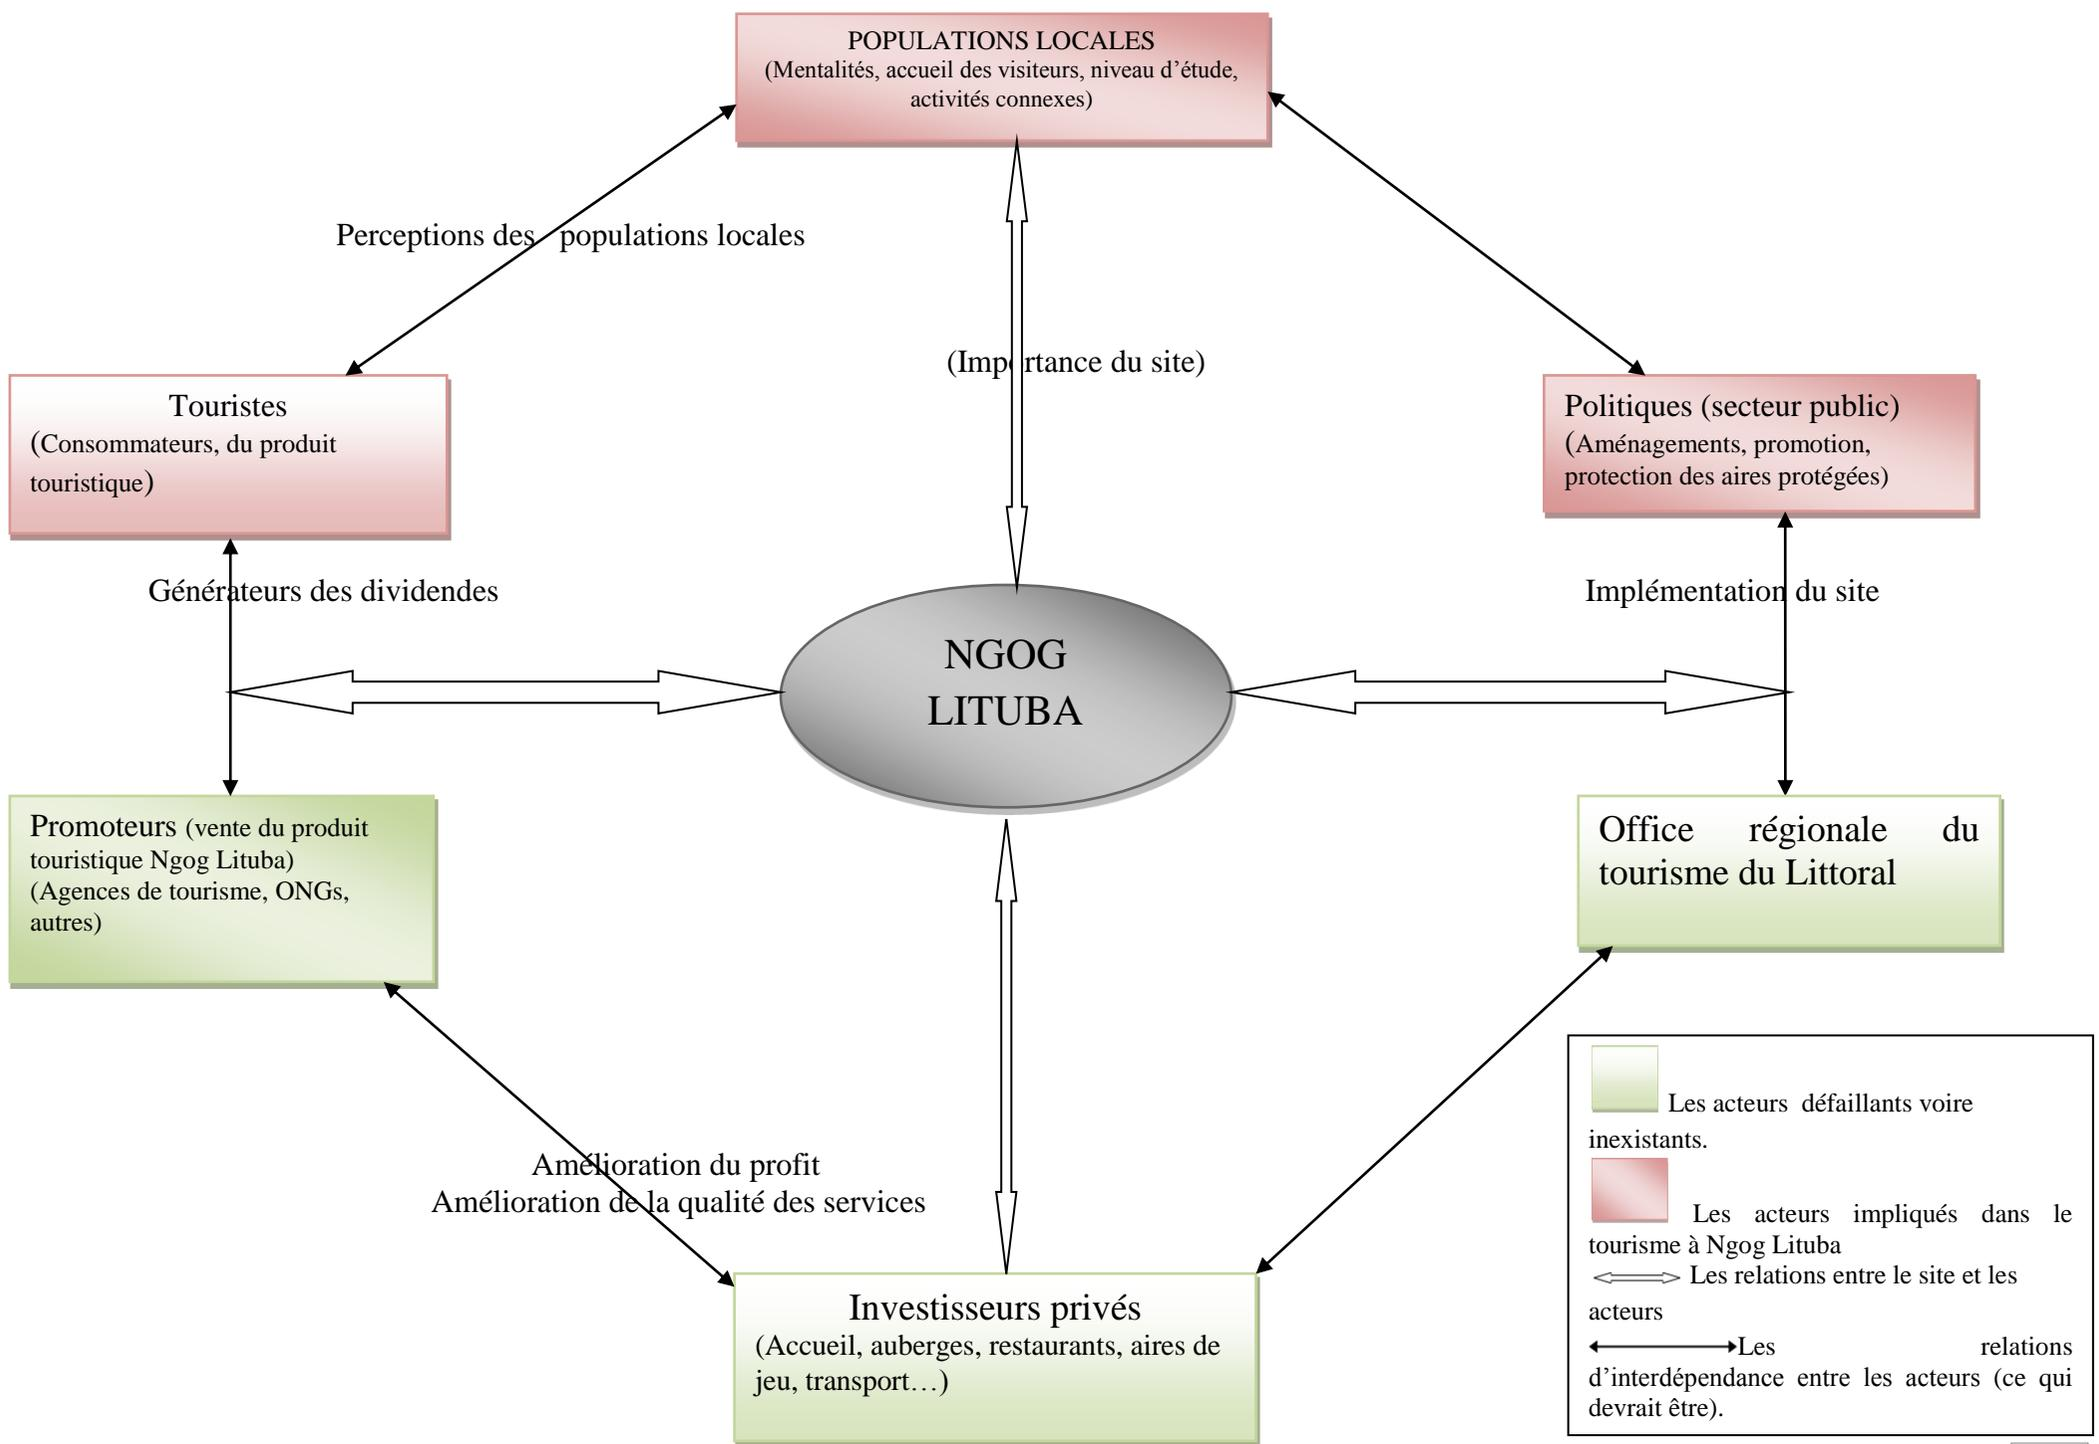 POPULATIONS LOCALES
(Mentalités, accueil des visiteurs, niveau d’étude,
activités connexes)
Perceptions des populations locales
(Importance du site)
Touristes
(Consommateurs, du produit
touristique)
Politiques (secteur public)
(Aménagements, promotion,
protection des aires protégées)
Générateurs des dividendes
Implémentation du site
NGOG
LITUBA
Promoteurs (vente du produit
touristique Ngog Lituba)
(Agences de tourisme, ONGs,
autres)
Office régionale du
tourisme du Littoral
Amélioration du profit
Amélioration de la qualité des services
Investisseurs privés
(Accueil, auberges, restaurants, aires de
jeu, transport…)
Les acteurs défaillants voire
inexistants.
Les acteurs impliqués dans le
tourisme à Ngog Lituba
Les relations entre le site et les
acteurs
Les relations
d’interdépendance entre les acteurs (ce qui
devrait être).